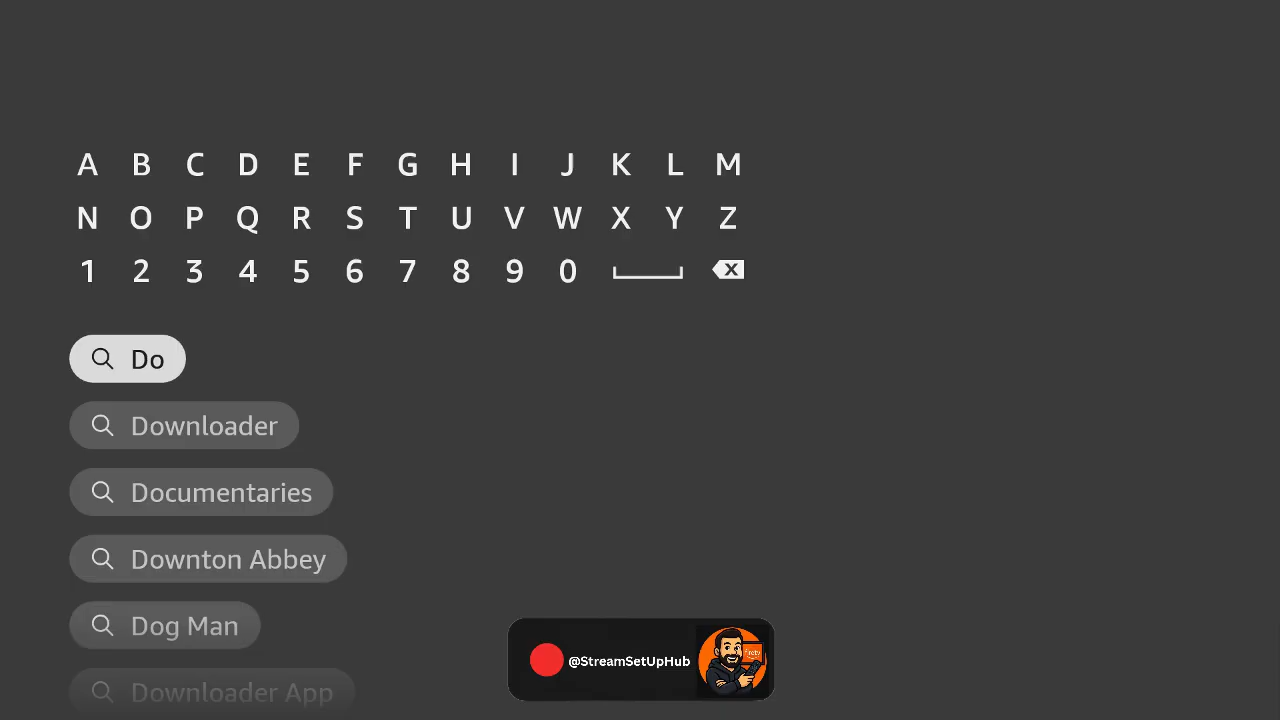 A B C D E F G H I J K L M
N O P Q R S T U V W X Y Z
1 2 3 4 5 6 7 8 9 0
Do
Downloader
Documentaries
Downton Abbey
Dog Man
Downloader App
@StreamSetUpHub
firetv